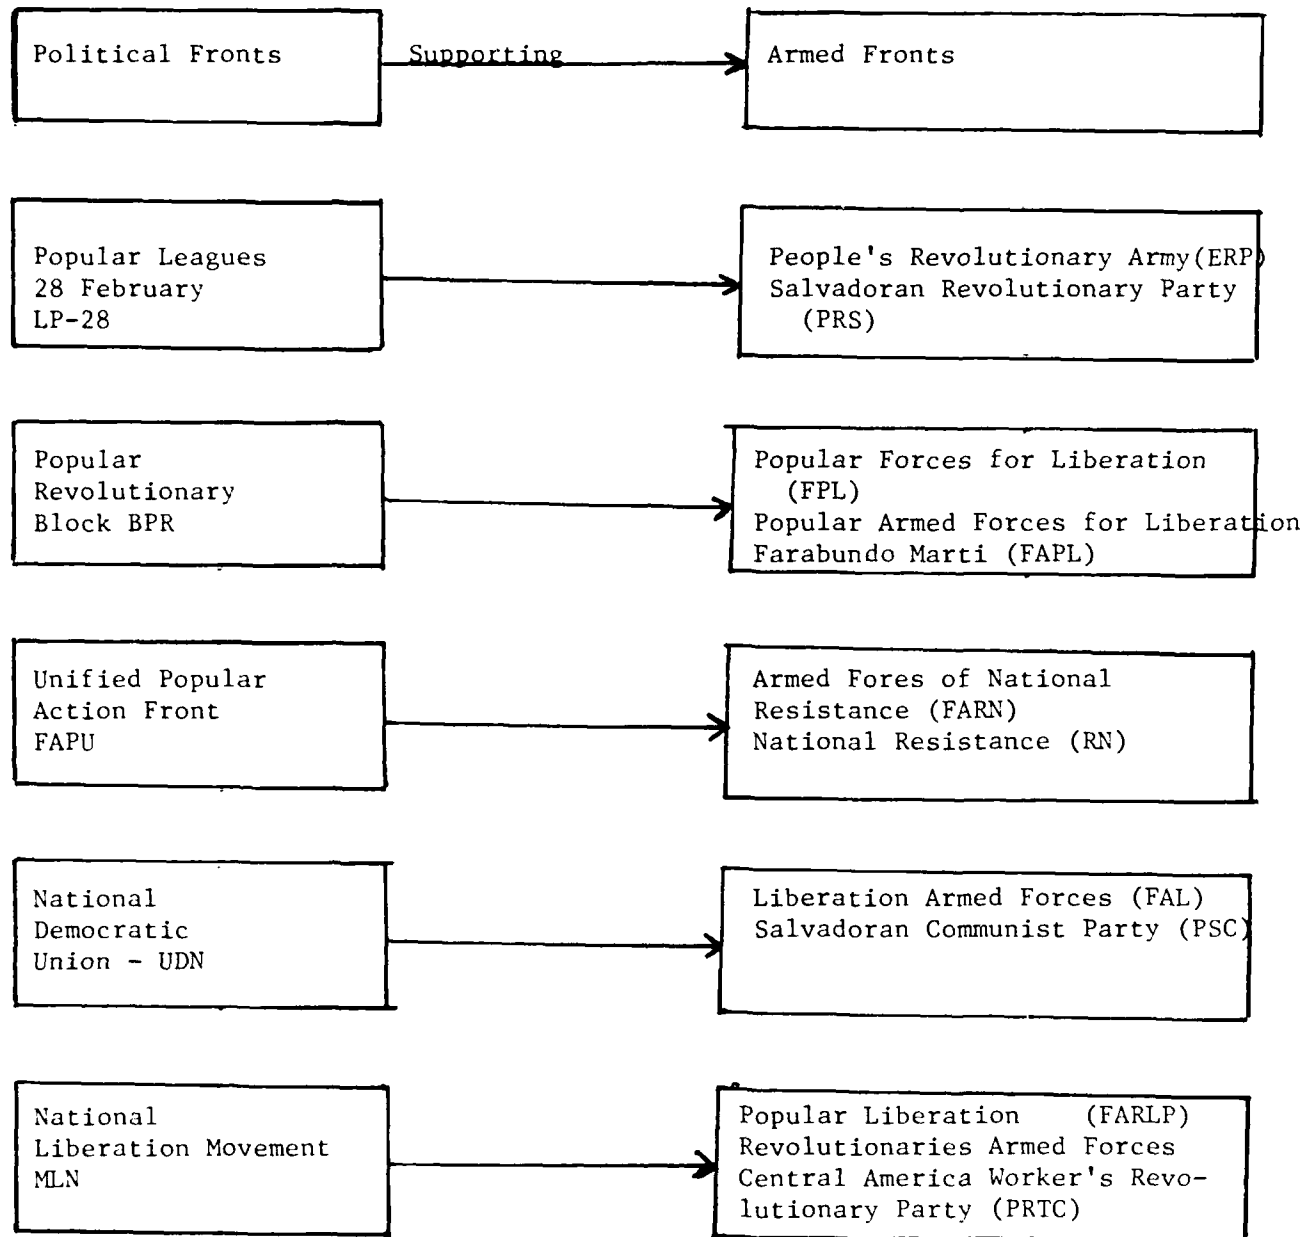 Political Fronts
Supporting
Armed Fronts
Popular Leagues
28 February
LP-28
People's Revolutionary Army(ERP)
Salvadoran Revolutionary Party
(PRS)
Popular
Revolutionary
Block BPR
Popular Forces for Liberation
(FPL)
Popular Armed Forces for Liberation
Farabundo Marti (FAPL)
Unified Popular
Action Front
FAPU
Armed Fores of National
Resistance (FARN)
National Resistance (RN)
National
Democratic
Union - UDN
Liberation Armed Forces (FAL)
Salvadoran Communist Party (PSC)
National
Liberation Movement
MLN
Popular Liberation (FARLP)
Revolutionaries Armed Forces
Central America Worker's Revo-
lutionary Party (PRTC)